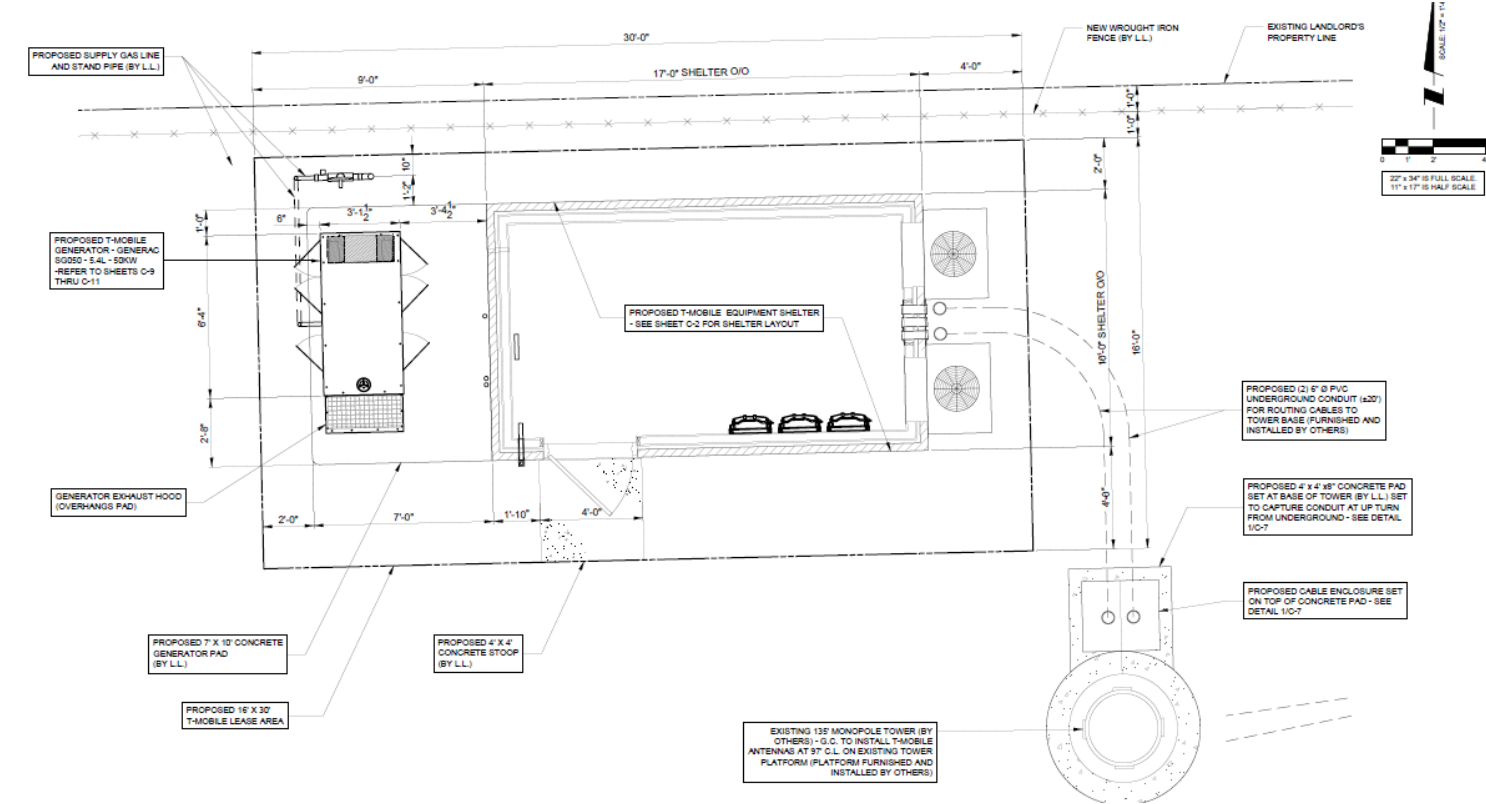 PROPOSED SUPPLY GAS LINE
AND STAND PIPE (BY L.L.)
30'-0"
NEW WROUGHT IRON
FENCE (BY L.L.)
EXISTING LANDLORD'S
PROPERTY LINE
9'-0"
17'-0" SHELTER O/O
4'-0"
1'-0"
1'-0"
2'-0"
0 1' 2' 4
22" x 34" IS FULL SCALE.
11" x 17" IS HALF SCALE
10"
1'-2"
1'-0"
6"
3'-1 1/2"
3'-4 1/2"
PROPOSED T-MOBILE
GENERATOR - GENERAC
SG050 - 5.4L - 50KW
-REFER TO SHEETS C-9
THRU C-11
6'-4"
2'-8"
PROPOSED T-MOBILE EQUIPMENT SHELTER
- SEE SHEET C-2 FOR SHELTER LAYOUT
SHELTER O/O
16'-0"
PROPOSED (2) 6" Ø PVC
UNDERGROUND CONDUIT (±20')
FOR ROUTING CABLES TO
TOWER BASE (FURNISHED AND
INSTALLED BY OTHERS)
GENERATOR EXHAUST HOOD
(OVERHANGS PAD)
2'-0"
7'-0"
1'-10"
4'-0"
4'-0"
PROPOSED 4' x 4' x8" CONCRETE PAD
SET AT BASE OF TOWER (BY L.L.) SET
TO CAPTURE CONDUIT AT UP TURN
FROM UNDERGROUND - SEE DETAIL
1/C-7
PROPOSED CABLE ENCLOSURE SET
ON TOP OF CONCRETE PAD - SEE
DETAIL 1/C-7
PROPOSED 7' X 10' CONCRETE
GENERATOR PAD
(BY L.L.)
PROPOSED 4' X 4'
CONCRETE STOOP
(BY L.L.)
PROPOSED 16' X 30'
T-MOBILE LEASE AREA
EXISTING 135' MONOPOLE TOWER (BY
OTHERS) - G.C. TO INSTALL T-MOBILE
ANTENNAS AT 97' C.L. ON EXISTING TOWER
PLATFORM (PLATFORM FURNISHED AND
INSTALLED BY OTHERS)